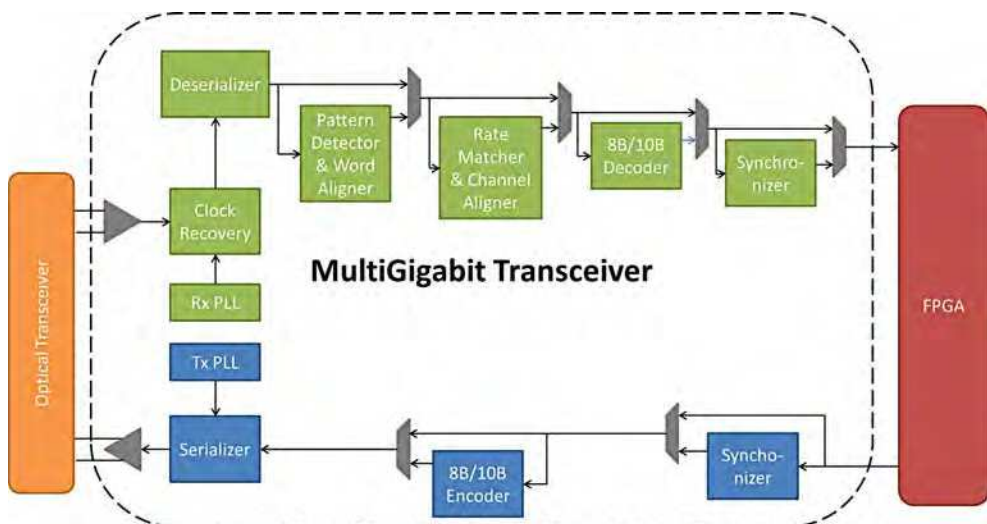 Deserializer
Pattern
Detector
& Word
Aligner
Rate
Matcher
& Channel
Aligner
8B/10B
Decoder
Synchro-
nizer
Clock
Recovery
Rx PLL
MultiGigabit Transceiver
Optical Transceiver
FPGA
Tx PLL
Serializer
8B/10B
Encoder
Synchro-
nizer